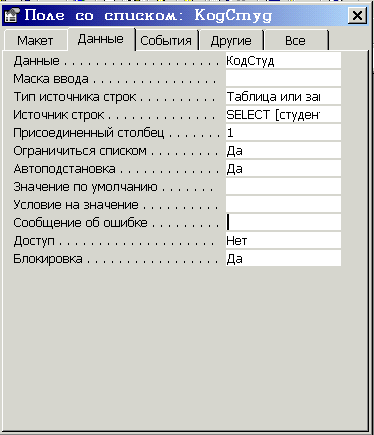 Поле со списком: КодСтуд
Макет Данные События Другие Все
Данные . . . . . . . . . . . . . . . . . . . . КодСтуд
Маска ввода . . . . . . . . . . . . . . .
Тип источника строк . . . . . . . . . . Таблица или за
Источник строк . . . . . . . . . . . . . . SELECT [студен
Присоединенный столбец . . . . . . . 1
Ограничиться списком . . . . . . . . . Да
Автоподстановка . . . . . . . . . . . . . Да
Значение по умолчанию . . . . . . . .
Условие на значение . . . . . . . . . .
Сообщение об ошибке . . . . . . . . .
Доступ . . . . . . . . . . . . . . . . . . . Нет
Блокировка . . . . . . . . . . . . . . . . Да